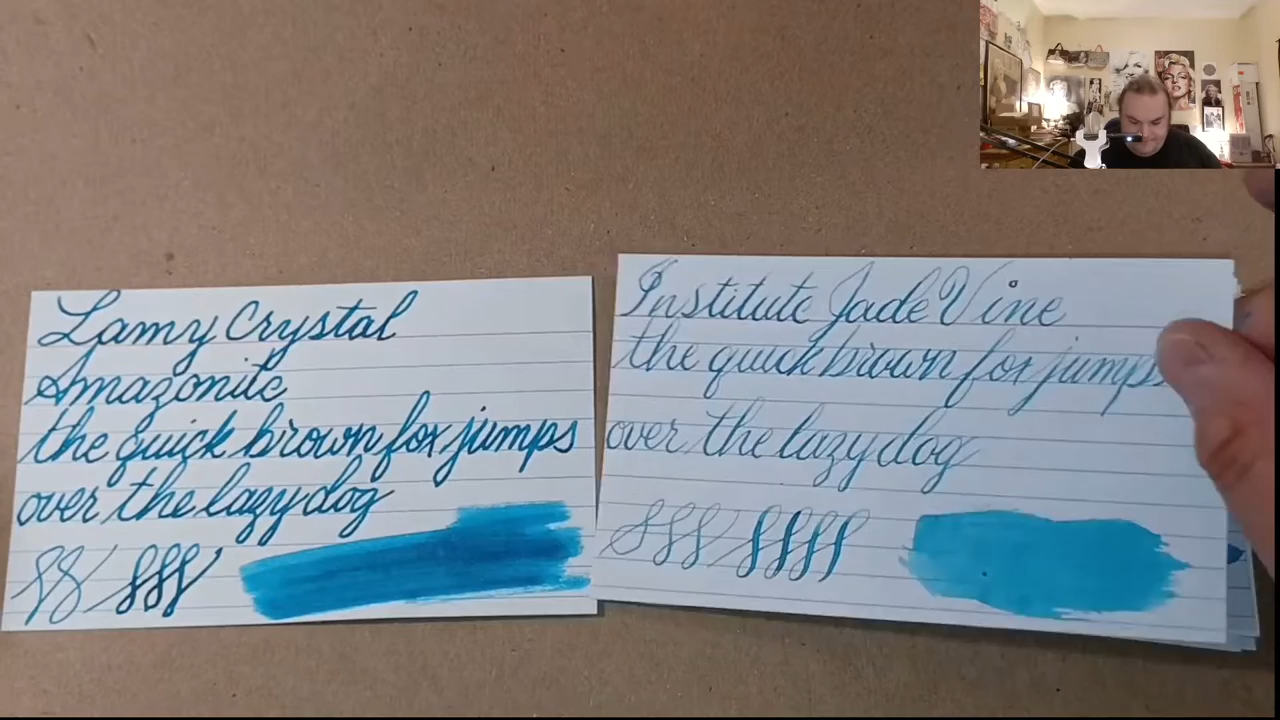 Lamy Crystal
Amazonite
the quick brown fox jumps
over the lazy dog
Institute Jade Vine
the quick brown fox jumps
over the lazy dog